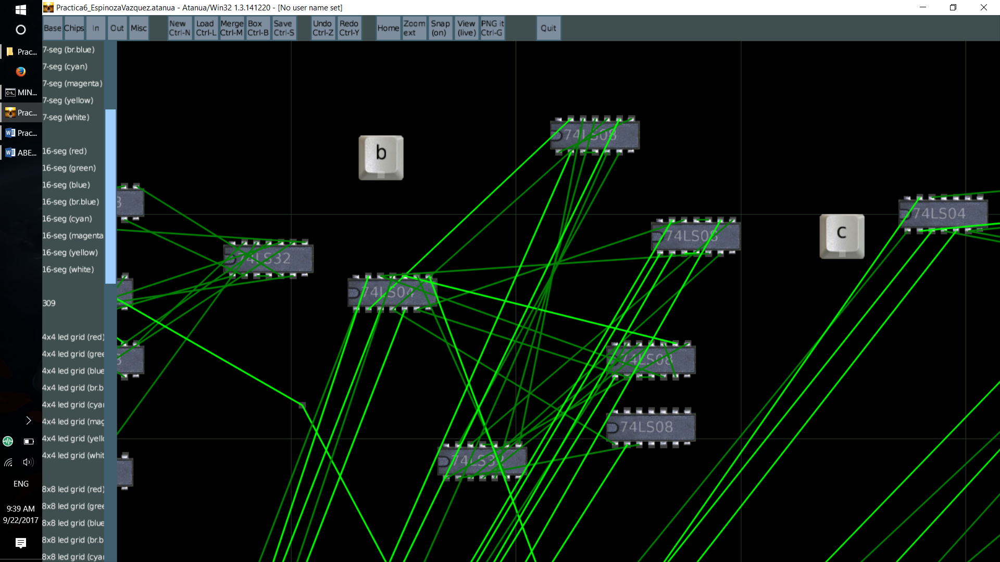 Practica6_EspinozaVazquez.atanua - Atanua/Win32 1.3.141220 - [No user name set]
Base
Chips
In
Out
Misc
New
Ctrl-N
Load
Ctrl-L
Merge
Ctrl-M
Box
Ctrl-B
Save
Ctrl-S
Undo
Ctrl-Z
Redo
Ctrl-Y
Home
Zoom
ext
Snap
(on)
View
(live)
PNG it
Ctrl-G
Quit
Prac...
MIN...
Prac...
Prac...
ABE...
ENG
9:39 AM
9/22/2017
7-seg (br.blue)
7-seg (cyan)
7-seg (magenta)
7-seg (yellow)
7-seg (white)
16-seg (red)
16-seg (green)
16-seg (blue)
16-seg (br.blue)
16-seg (cyan)
16-seg (magenta
16-seg (yellow)
16-seg (white)
309
4x4 led grid (red)
4x4 led grid (gree
4x4 led grid (blue
4x4 led grid (br.b
4x4 led grid (cyan
4x4 led grid (mag
4x4 led grid (yello
4x4 led grid (whit
8x8 led grid (red)
8x8 led grid (gree
8x8 led grid (blue
8x8 led grid (br.b
8x8 led grid (cyan
b
74LS08
74LS08
c
74LS04
74LS32
74LS04
74LS08
74LS08
74LS32